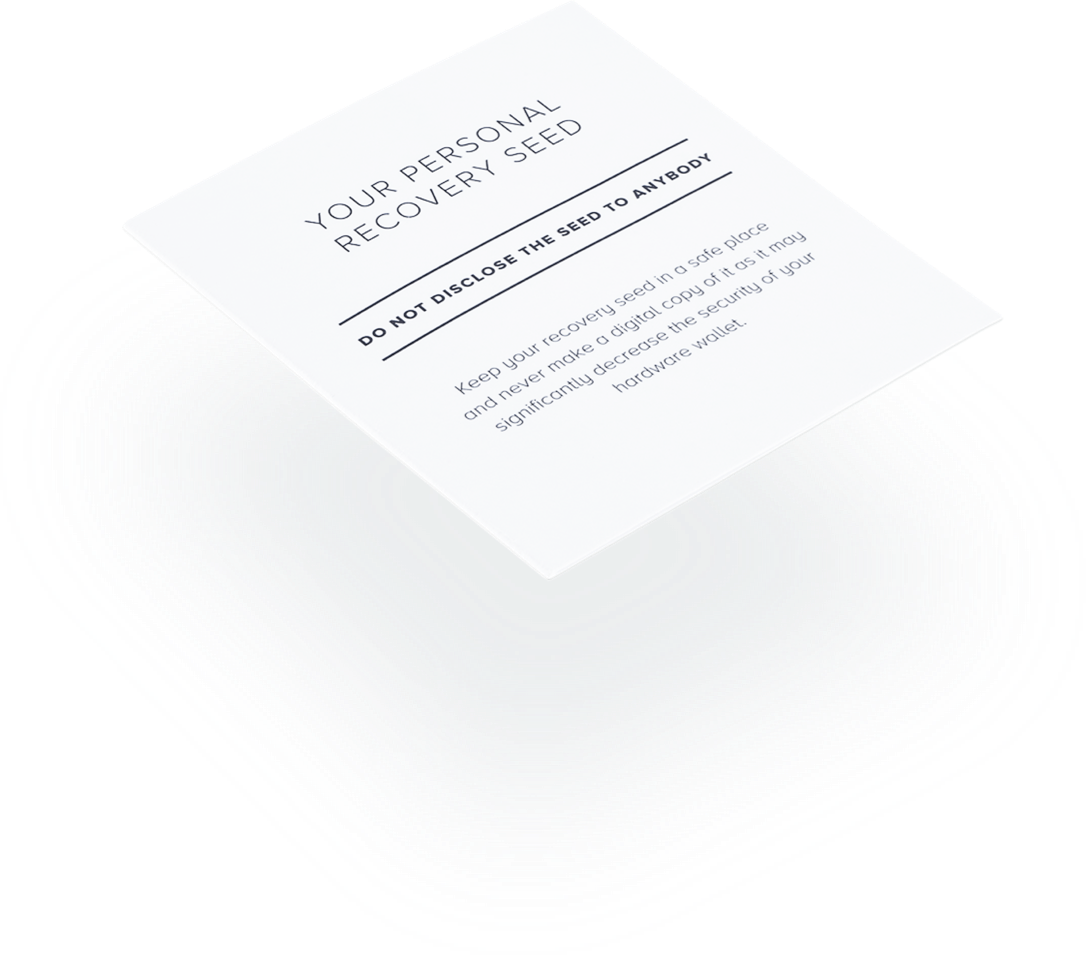 YOUR PERSONAL
RECOVERY SEED
DO NOT DISCLOSE THE SEED TO ANYBODY
Keep your recovery seed in a safe place
and never make a digital copy of it as it may
significantly decrease the security of your
hardware wallet.